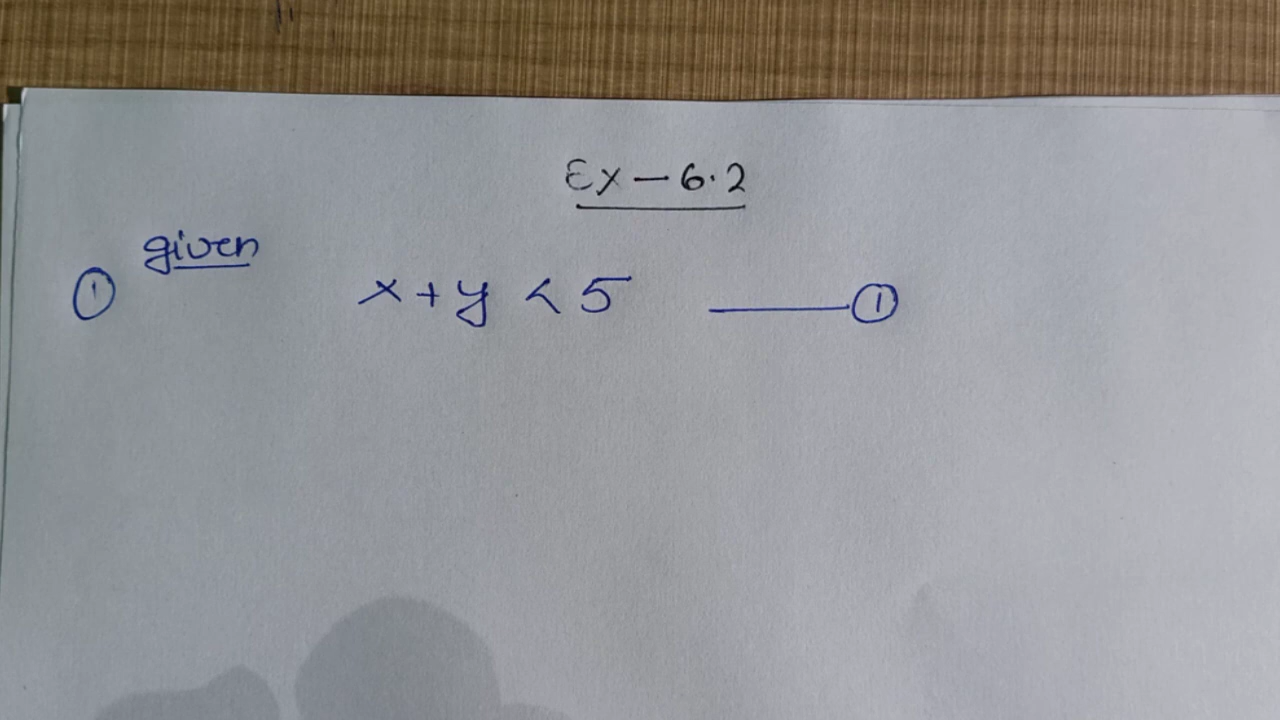 Ex - 6.2
given
① x + y < 5 —— ①